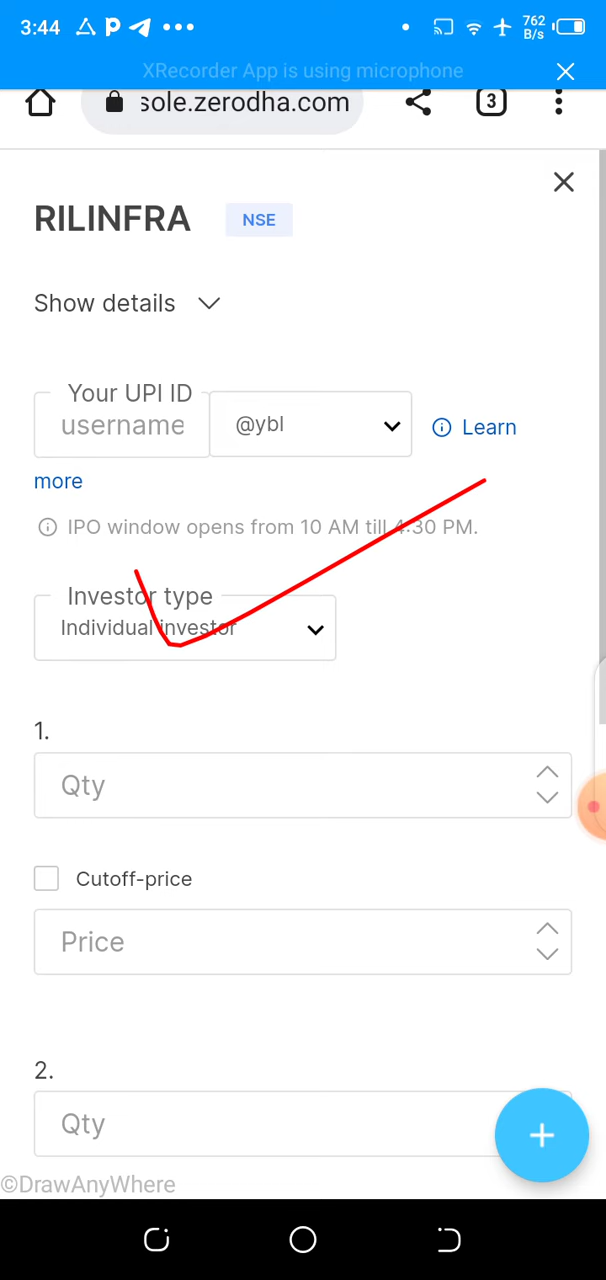 3:44
762
B/s
XRecorder App is using microphone
sole.zerodha.com
3
RILINFRA NSE
Show details
Your UPI ID
username @ybl Learn
more
IPO window opens from 10 AM till 4:30 PM.
Investor type
Individual investor
1.
Qty
Cutoff-price
Price
2.
Qty
©DrawAnyWhere